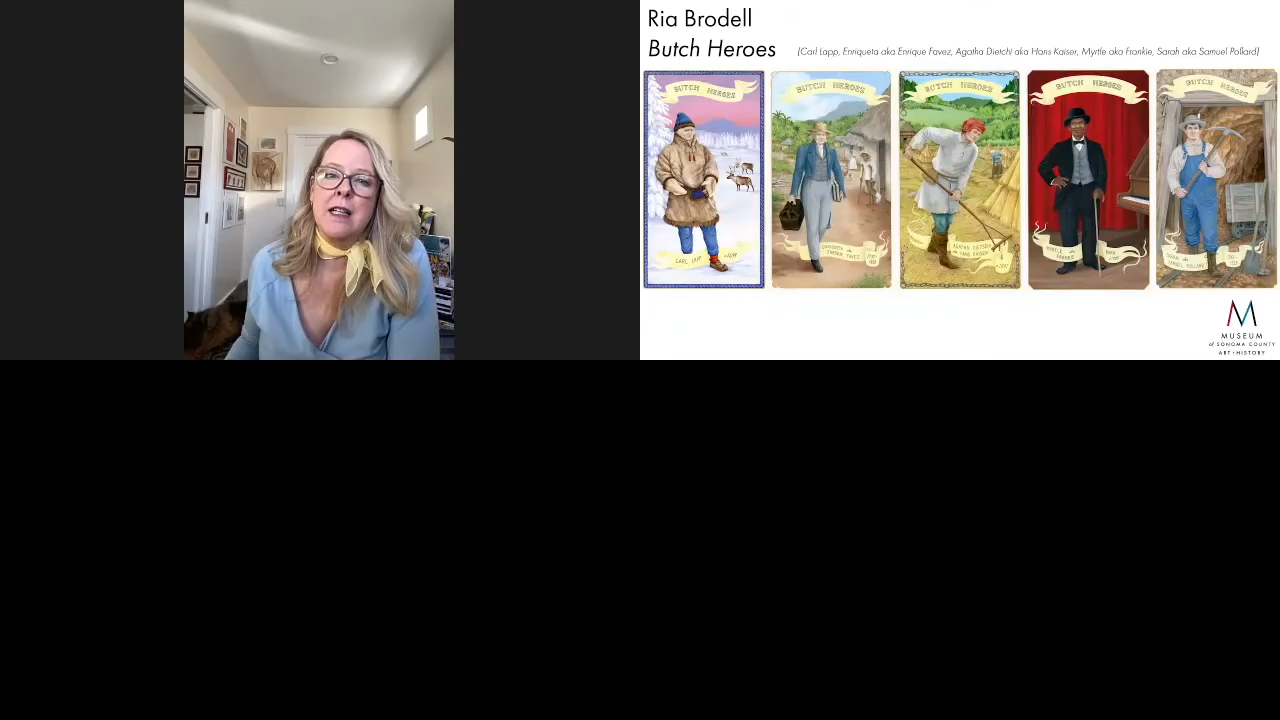 Ria Brodell
Butch Heroes
(Carl Lapp, Enriqueta aka Enrique Favez, Agatha Dietchi aka Hans Kaiser, Myrtle aka Frankie, Sarah aka Samuel Pollard)
BUTCH HEROES
BUTCH HEROES
BUTCH HEROES
BUTCH HEROES
BUTCH HEROES
CARL LAPP
M
MUSEUM
of SONOMA COUNTY
ART + HISTORY